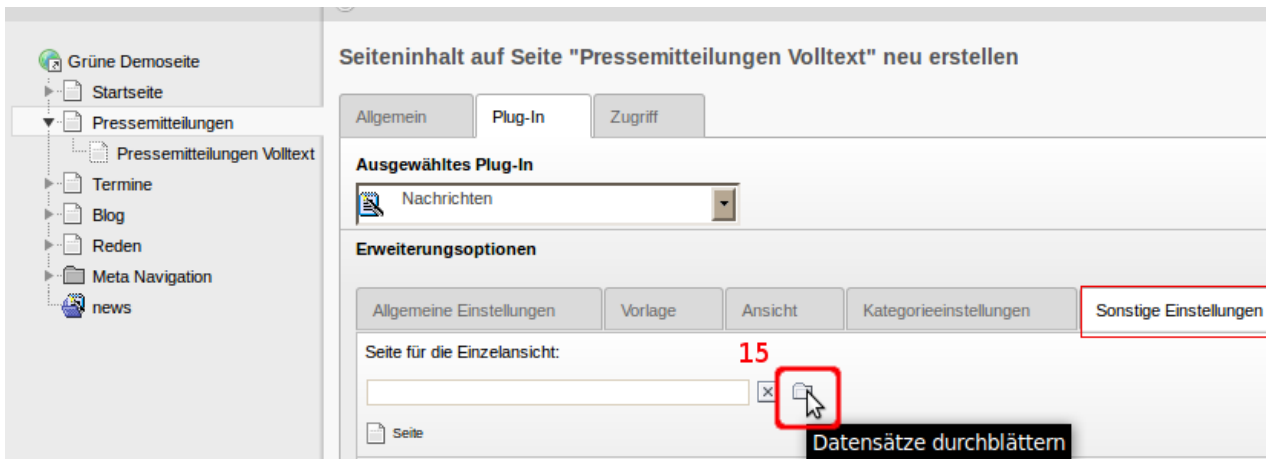 Grüne Demoseite
Startseite
Pressemitteilungen
Pressemitteilungen Volltext
Termine
Blog
Reden
Meta Navigation
news
Seiteninhalt auf Seite "Pressemitteilungen Volltext" neu erstellen
Allgemein Plug-In Zugriff
Ausgewähltes Plug-In
Nachrichten
Erweiterungsoptionen
Allgemeine Einstellungen Vorlage Ansicht Kategorieeinstellungen Sonstige Einstellungen
Seite für die Einzelansicht:
15
Seite
Datensätze durchblättern